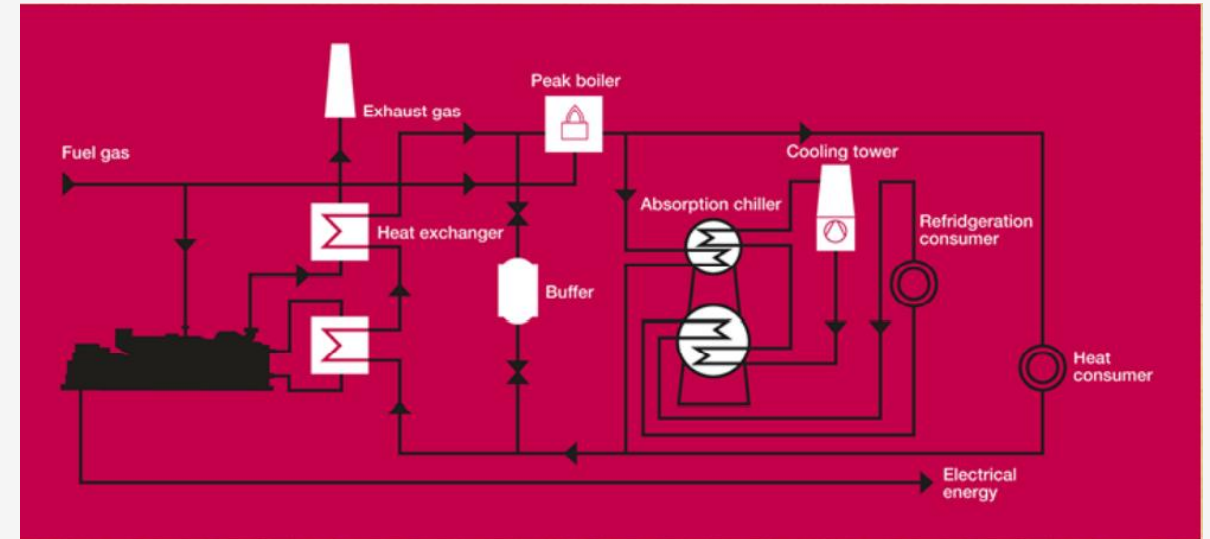 Peak boiler
Exhaust gas
Fuel gas
Cooling tower
Absorption chiller
Refridgeration
consumer
Heat exchanger
Buffer
Heat
consumer
Electrical
energy